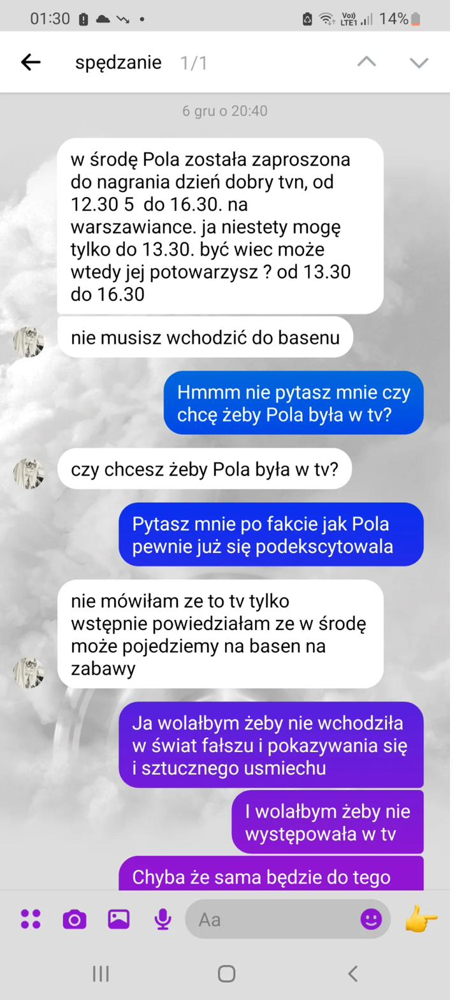 01:30
Vo))
LTE1
14%
spędzanie 1/1
6 gru o 20:40
w środę Pola została zaproszona
do nagrania dzień dobry tvn, od
12.30 5  do 16.30. na
warszawiance. ja niestety mogę
tylko do 13.30. być wiec może
wtedy jej potowarzysz ? od 13.30
do 16.30
nie musisz wchodzić do basenu
Hmmm nie pytasz mnie czy
chcę żeby Pola była w tv?
czy chcesz żeby Pola była w tv?
Pytasz mnie po fakcie jak Pola
pewnie już się podekscytowala
nie mówiłam ze to tv tylko
wstępnie powiedziałam ze w środę
może pojedziemy na basen na
zabawy
Ja wolałbym żeby nie wchodziła
w świat fałszu i pokazywania się
i sztucznego usmiechu
I wolałbym żeby nie
występowała w tv
Chyba że sama będzie do tego
Aa